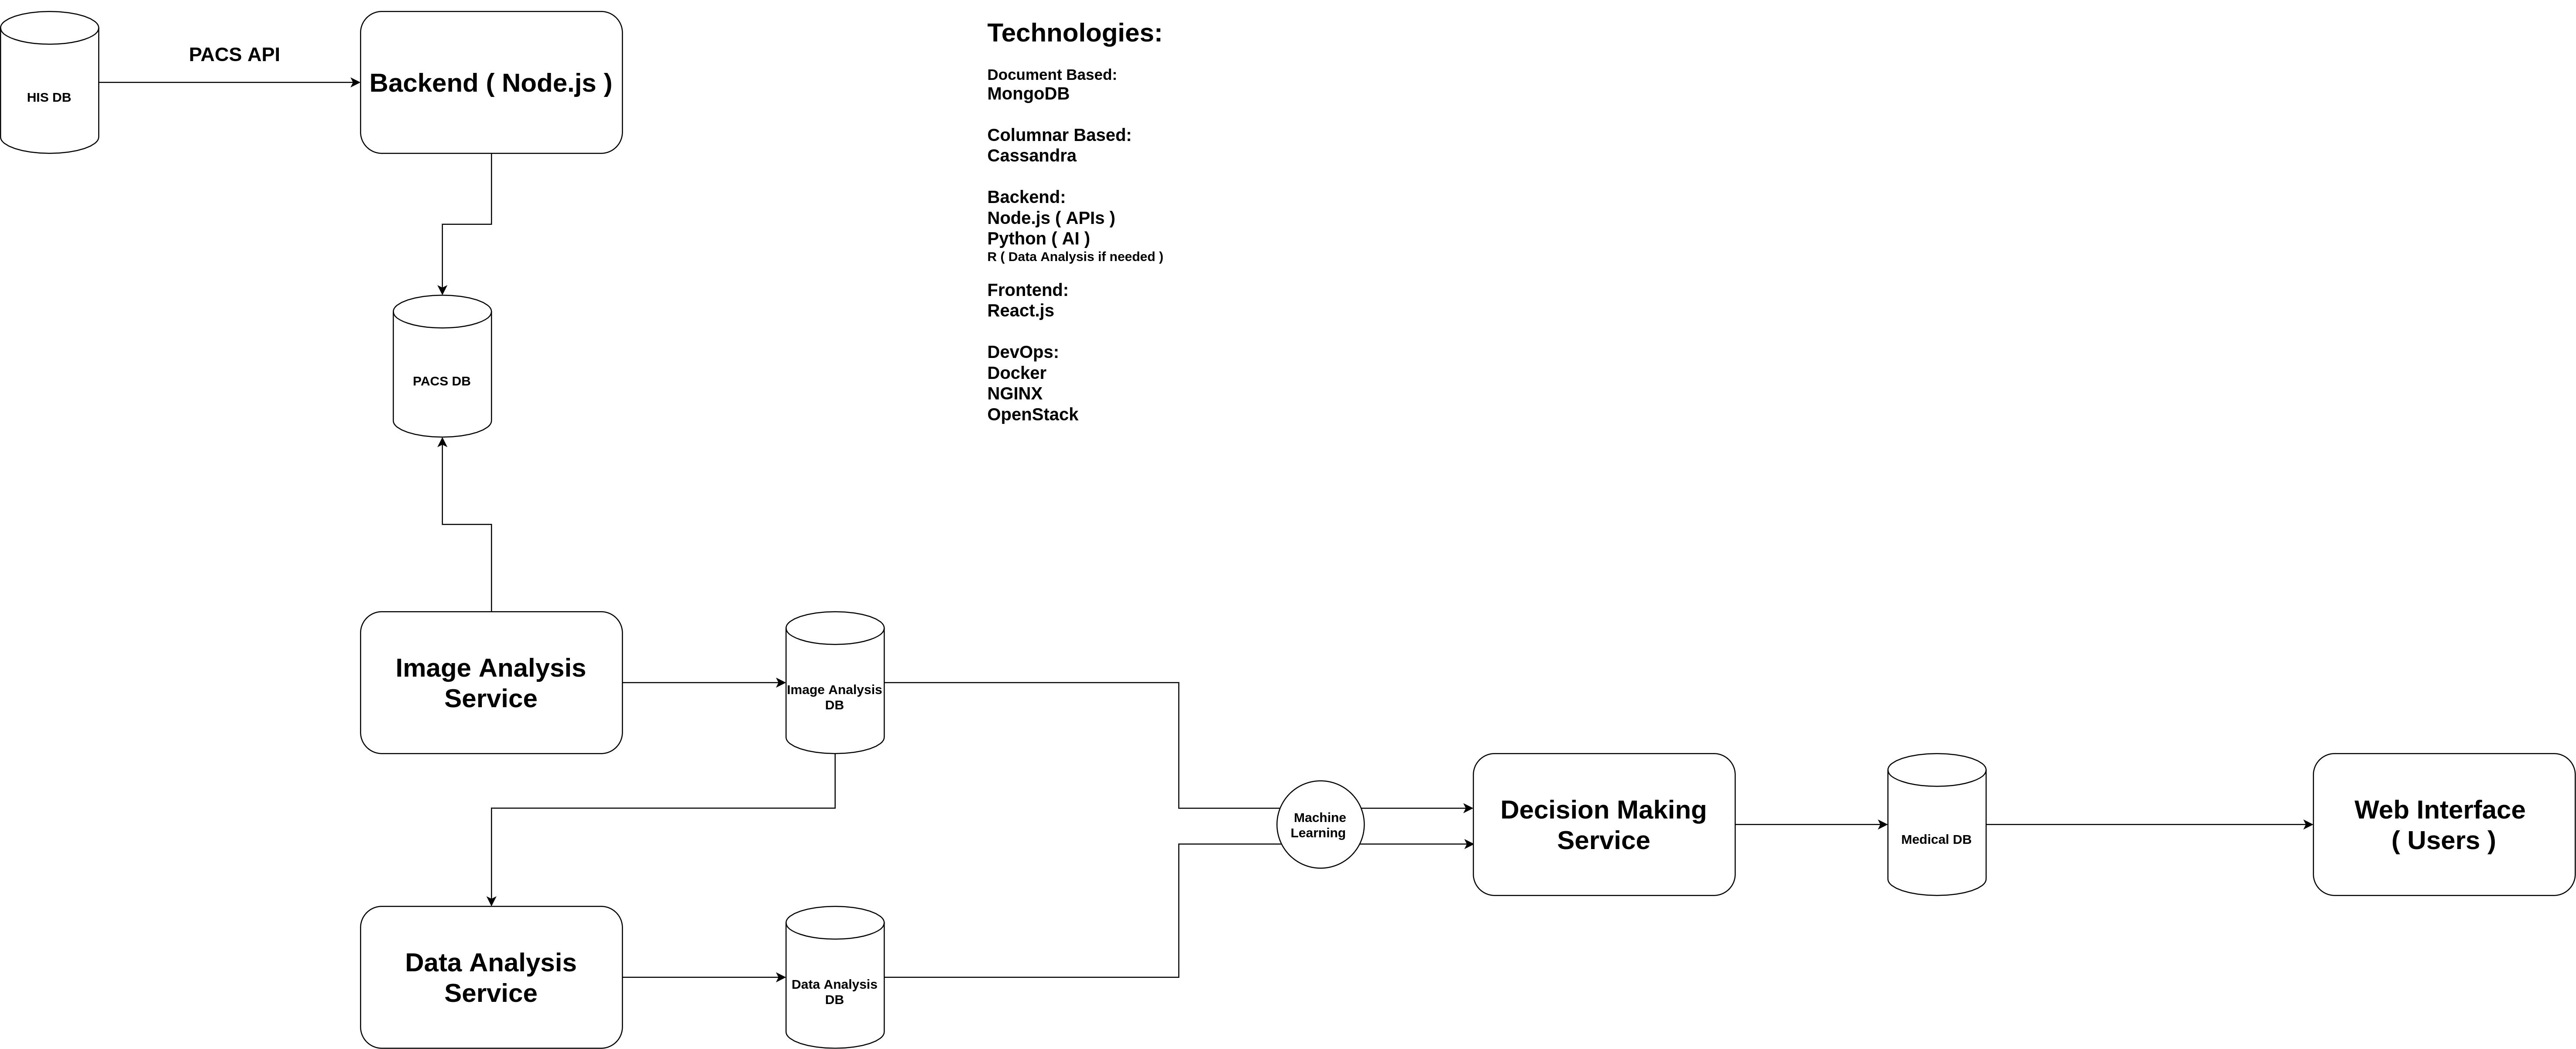 HIS DB
PACS API
Backend ( Node.js )
Technologies:
Document Based:
MongoDB
Columnar Based:
Cassandra
Backend:
Node.js ( APIs )
Python ( AI )
R ( Data Analysis if needed )
Frontend:
React.js
DevOps:
Docker
NGINX
OpenStack
PACS DB
Image Analysis
Service
Image Analysis
DB
Machine
Learning
Decision Making
Service
Medical DB
Web Interface
( Users )
Data Analysis
Service
Data Analysis
DB